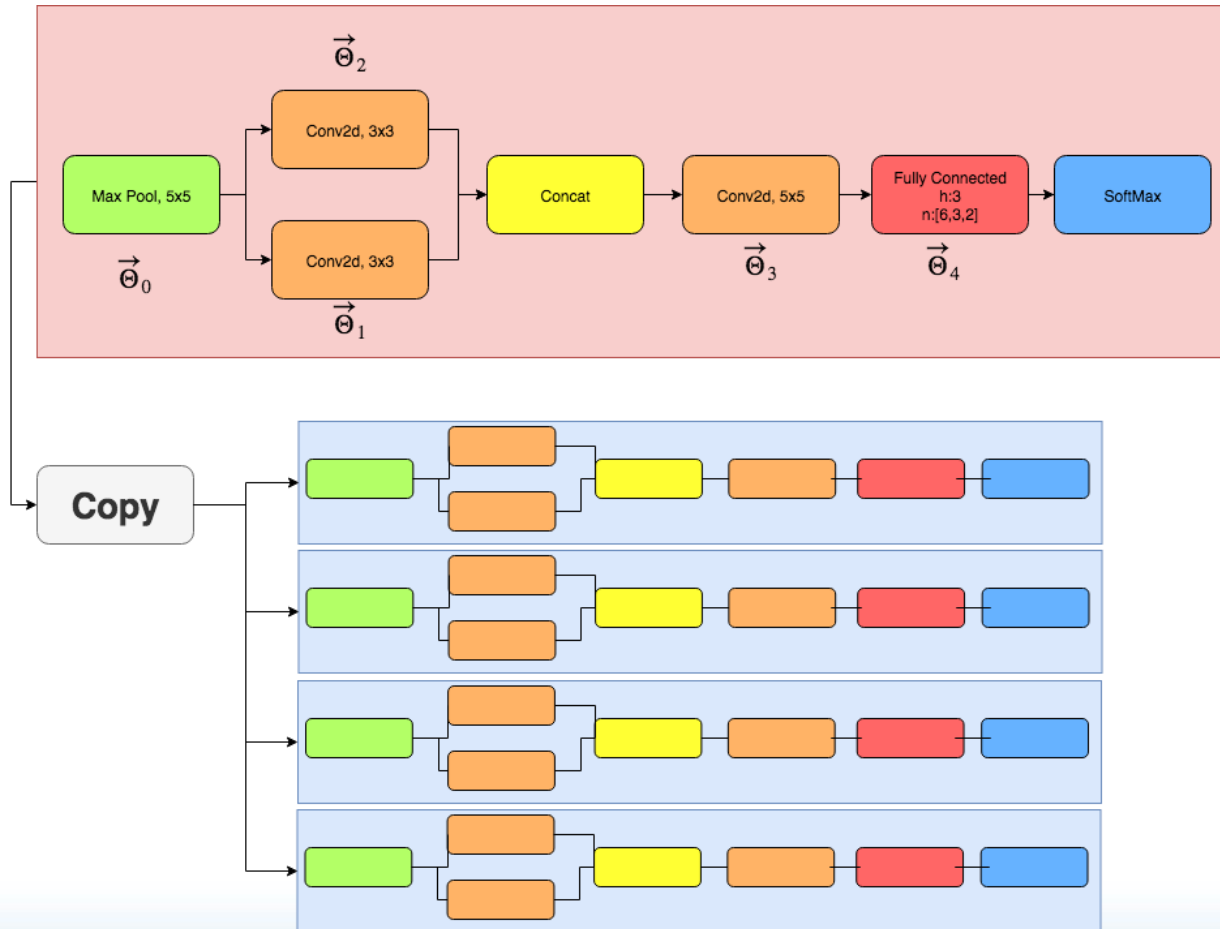 Θ⃗₂
Conv2d, 3x3
Max Pool, 5x5
Concat
Conv2d, 5x5
Fully Connected
h:3
n:[6,3,2]
SoftMax
Conv2d, 3x3
Θ⃗₀
Θ⃗₁
Θ⃗₃
Θ⃗₄
Copy